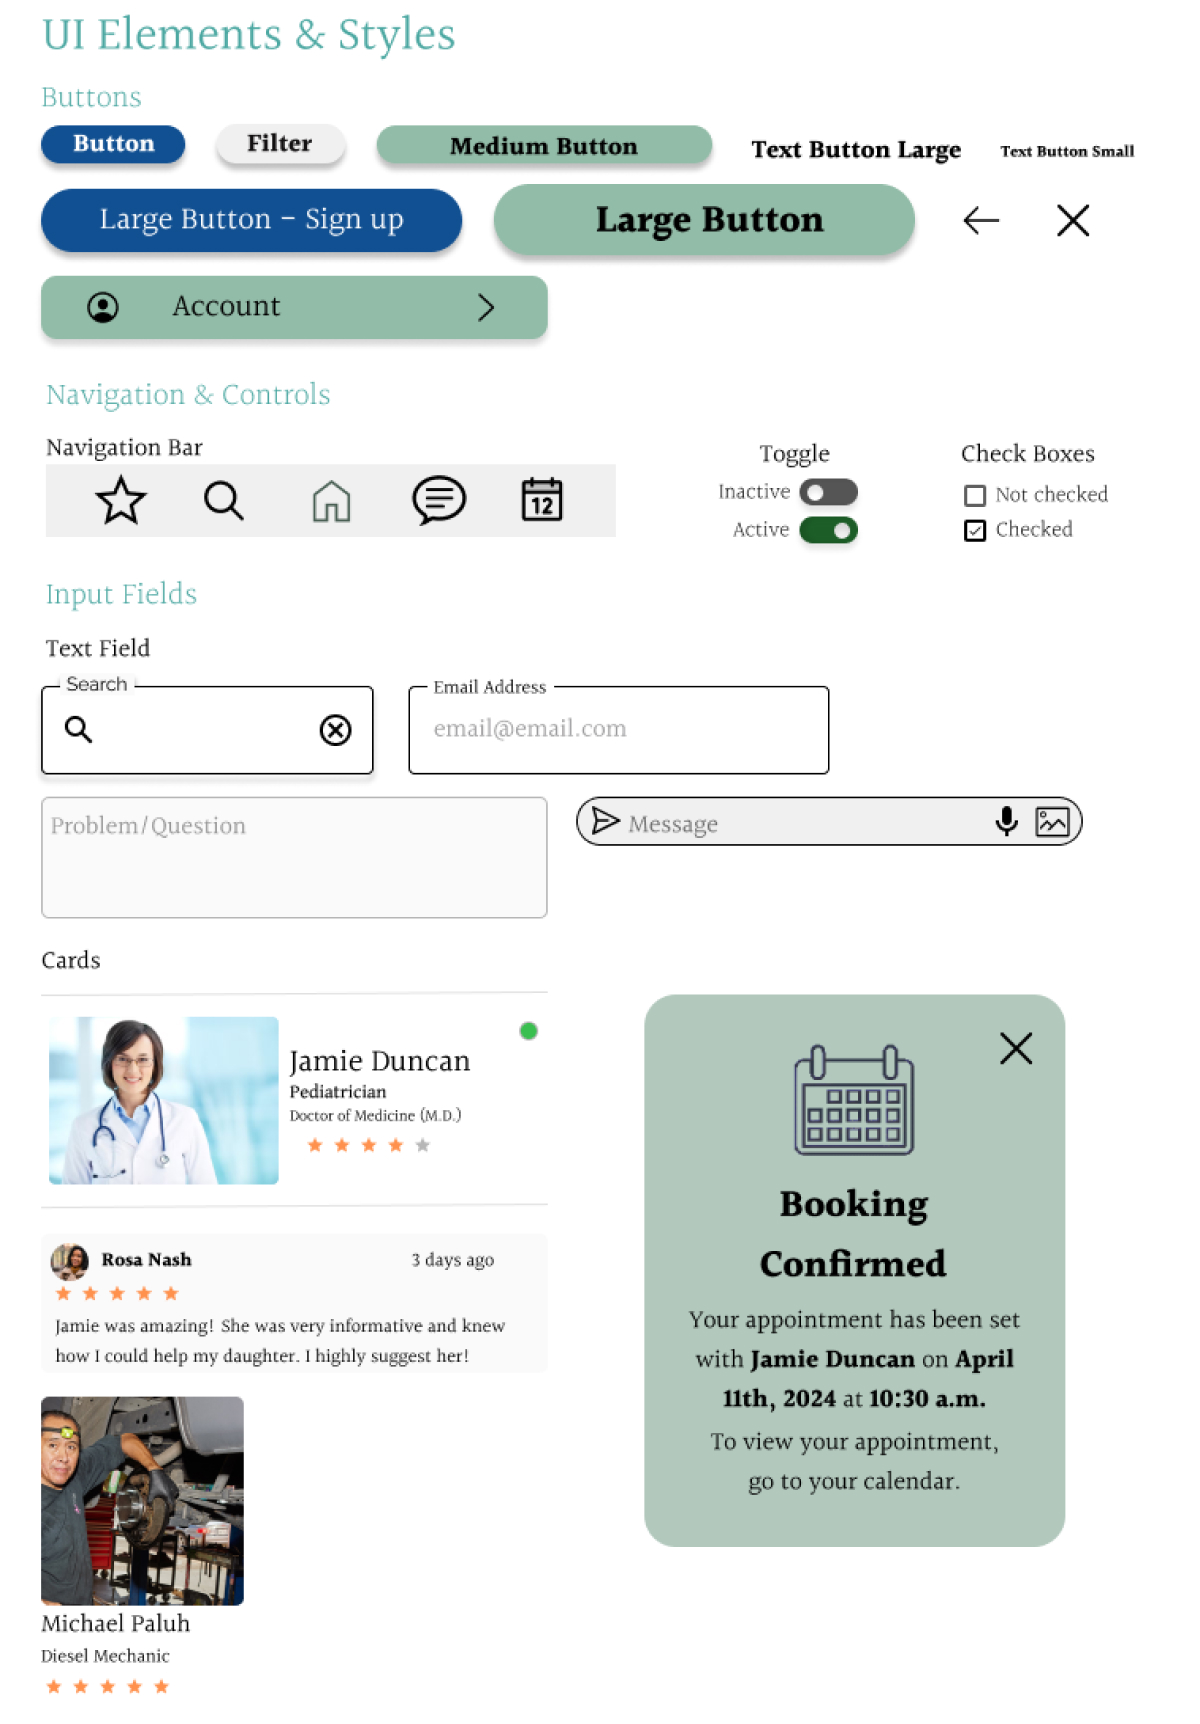 UI Elements & Styles
Buttons
Button
Filter
Medium Button
Text Button Large
Text Button Small
Large Button - Sign up
Large Button
Account
Navigation & Controls
Navigation Bar
12
Toggle
Inactive
Active
Check Boxes
Not checked
Checked
Input Fields
Text Field
Search
Email Address
email@email.com
Problem/Question
Message
Cards
Jamie Duncan
Pediatrician
Doctor of Medicine (M.D.)
Rosa Nash
3 days ago
Jamie was amazing! She was very informative and knew
how I could help my daughter. I highly suggest her!
Michael Paluh
Diesel Mechanic
Booking
Confirmed
Your appointment has been set
with Jamie Duncan on April
11th, 2024 at 10:30 a.m.
To view your appointment,
go to your calendar.